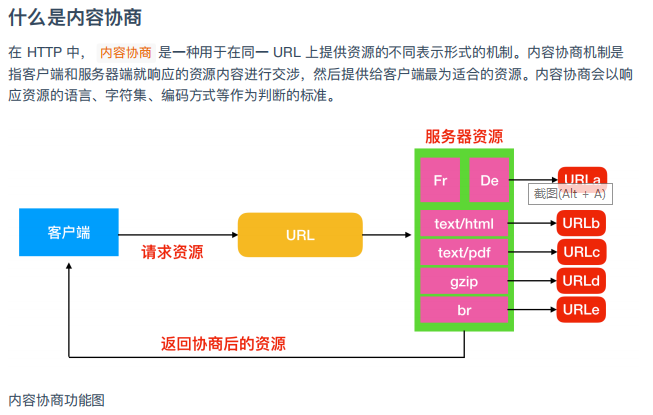 什么是内容协商
在 HTTP 中， 内容协商 是一种用于在同一 URL 上提供资源的不同表示形式的机制。内容协商机制是
指客户端和服务器端就响应的资源内容进行交涉，然后提供给客户端最为适合的资源。内容协商会以响
应资源的语言、字符集、编码方式等作为判断的标准。
服务器资源
Fr De URLa
截图(Alt + A)
客户端
请求资源
URL
text/html URLb
text/pdf URLc
gzip URLd
br URLe
返回协商后的资源
内容协商功能图